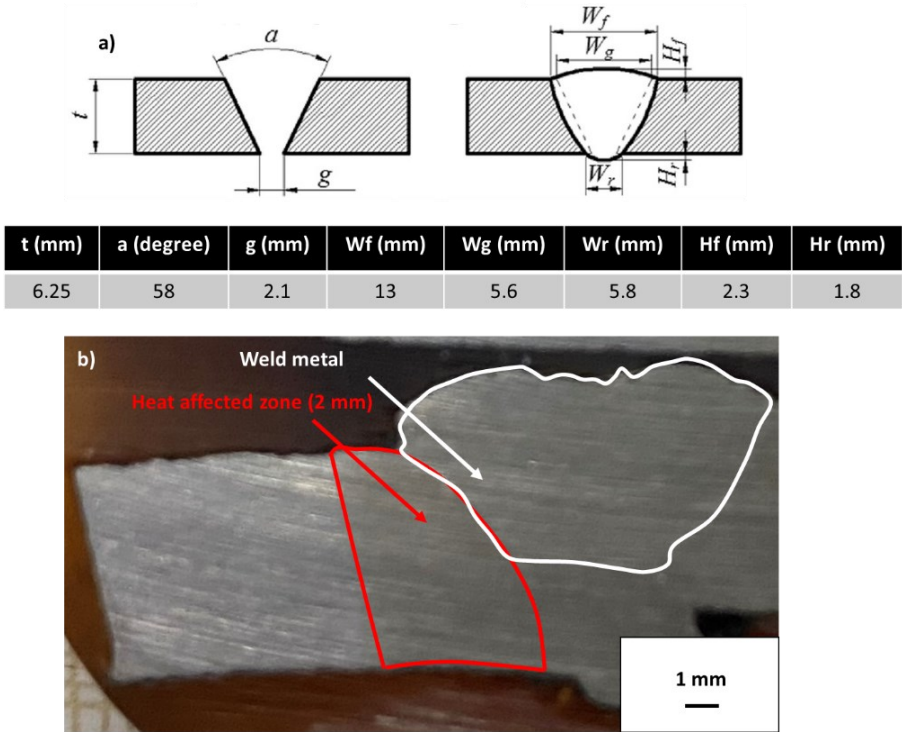 a)
a
t
g
Wf
Wg
Hf
Wr
Hr
t (mm) a (degree) g (mm) Wf (mm) Wg (mm) Wr (mm) Hf (mm) Hr (mm)
6.25 58 2.1 13 5.6 5.8 2.3 1.8
b)
Weld metal
Heat affected zone (2 mm)
1 mm